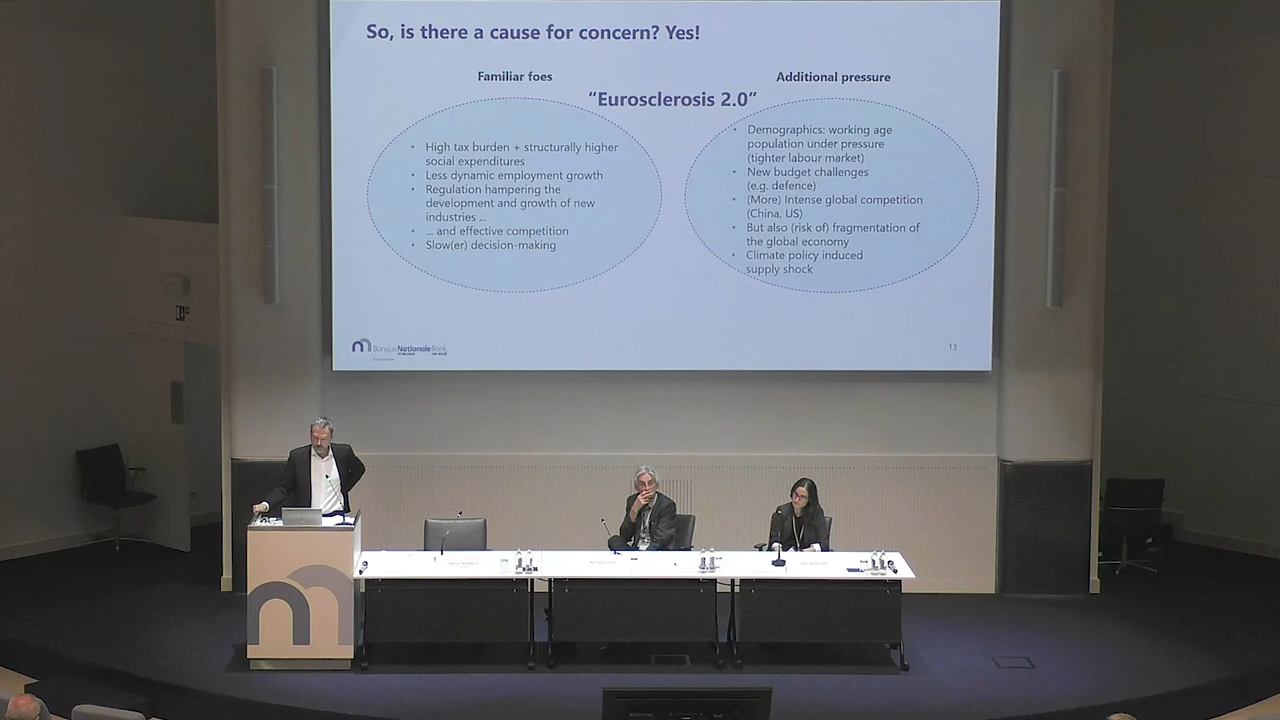 So, is there a cause for concern? Yes!
Familiar foes
Additional pressure
“Eurosclerosis 2.0”
• High tax burden + structurally higher
social expenditures
• Less dynamic employment growth
• Regulation hampering the
development and growth of new
industries ...
• ... and effective competition
• Slow(er) decision-making
• Demographics: working age
population under pressure
(tighter labour market)
• New budget challenges
(e.g. defence)
• (More) Intense global competition
(China, US)
• But also (risk of) fragmentation of
the global economy
• Climate policy induced
supply shock
BanqueNationaleBank
13